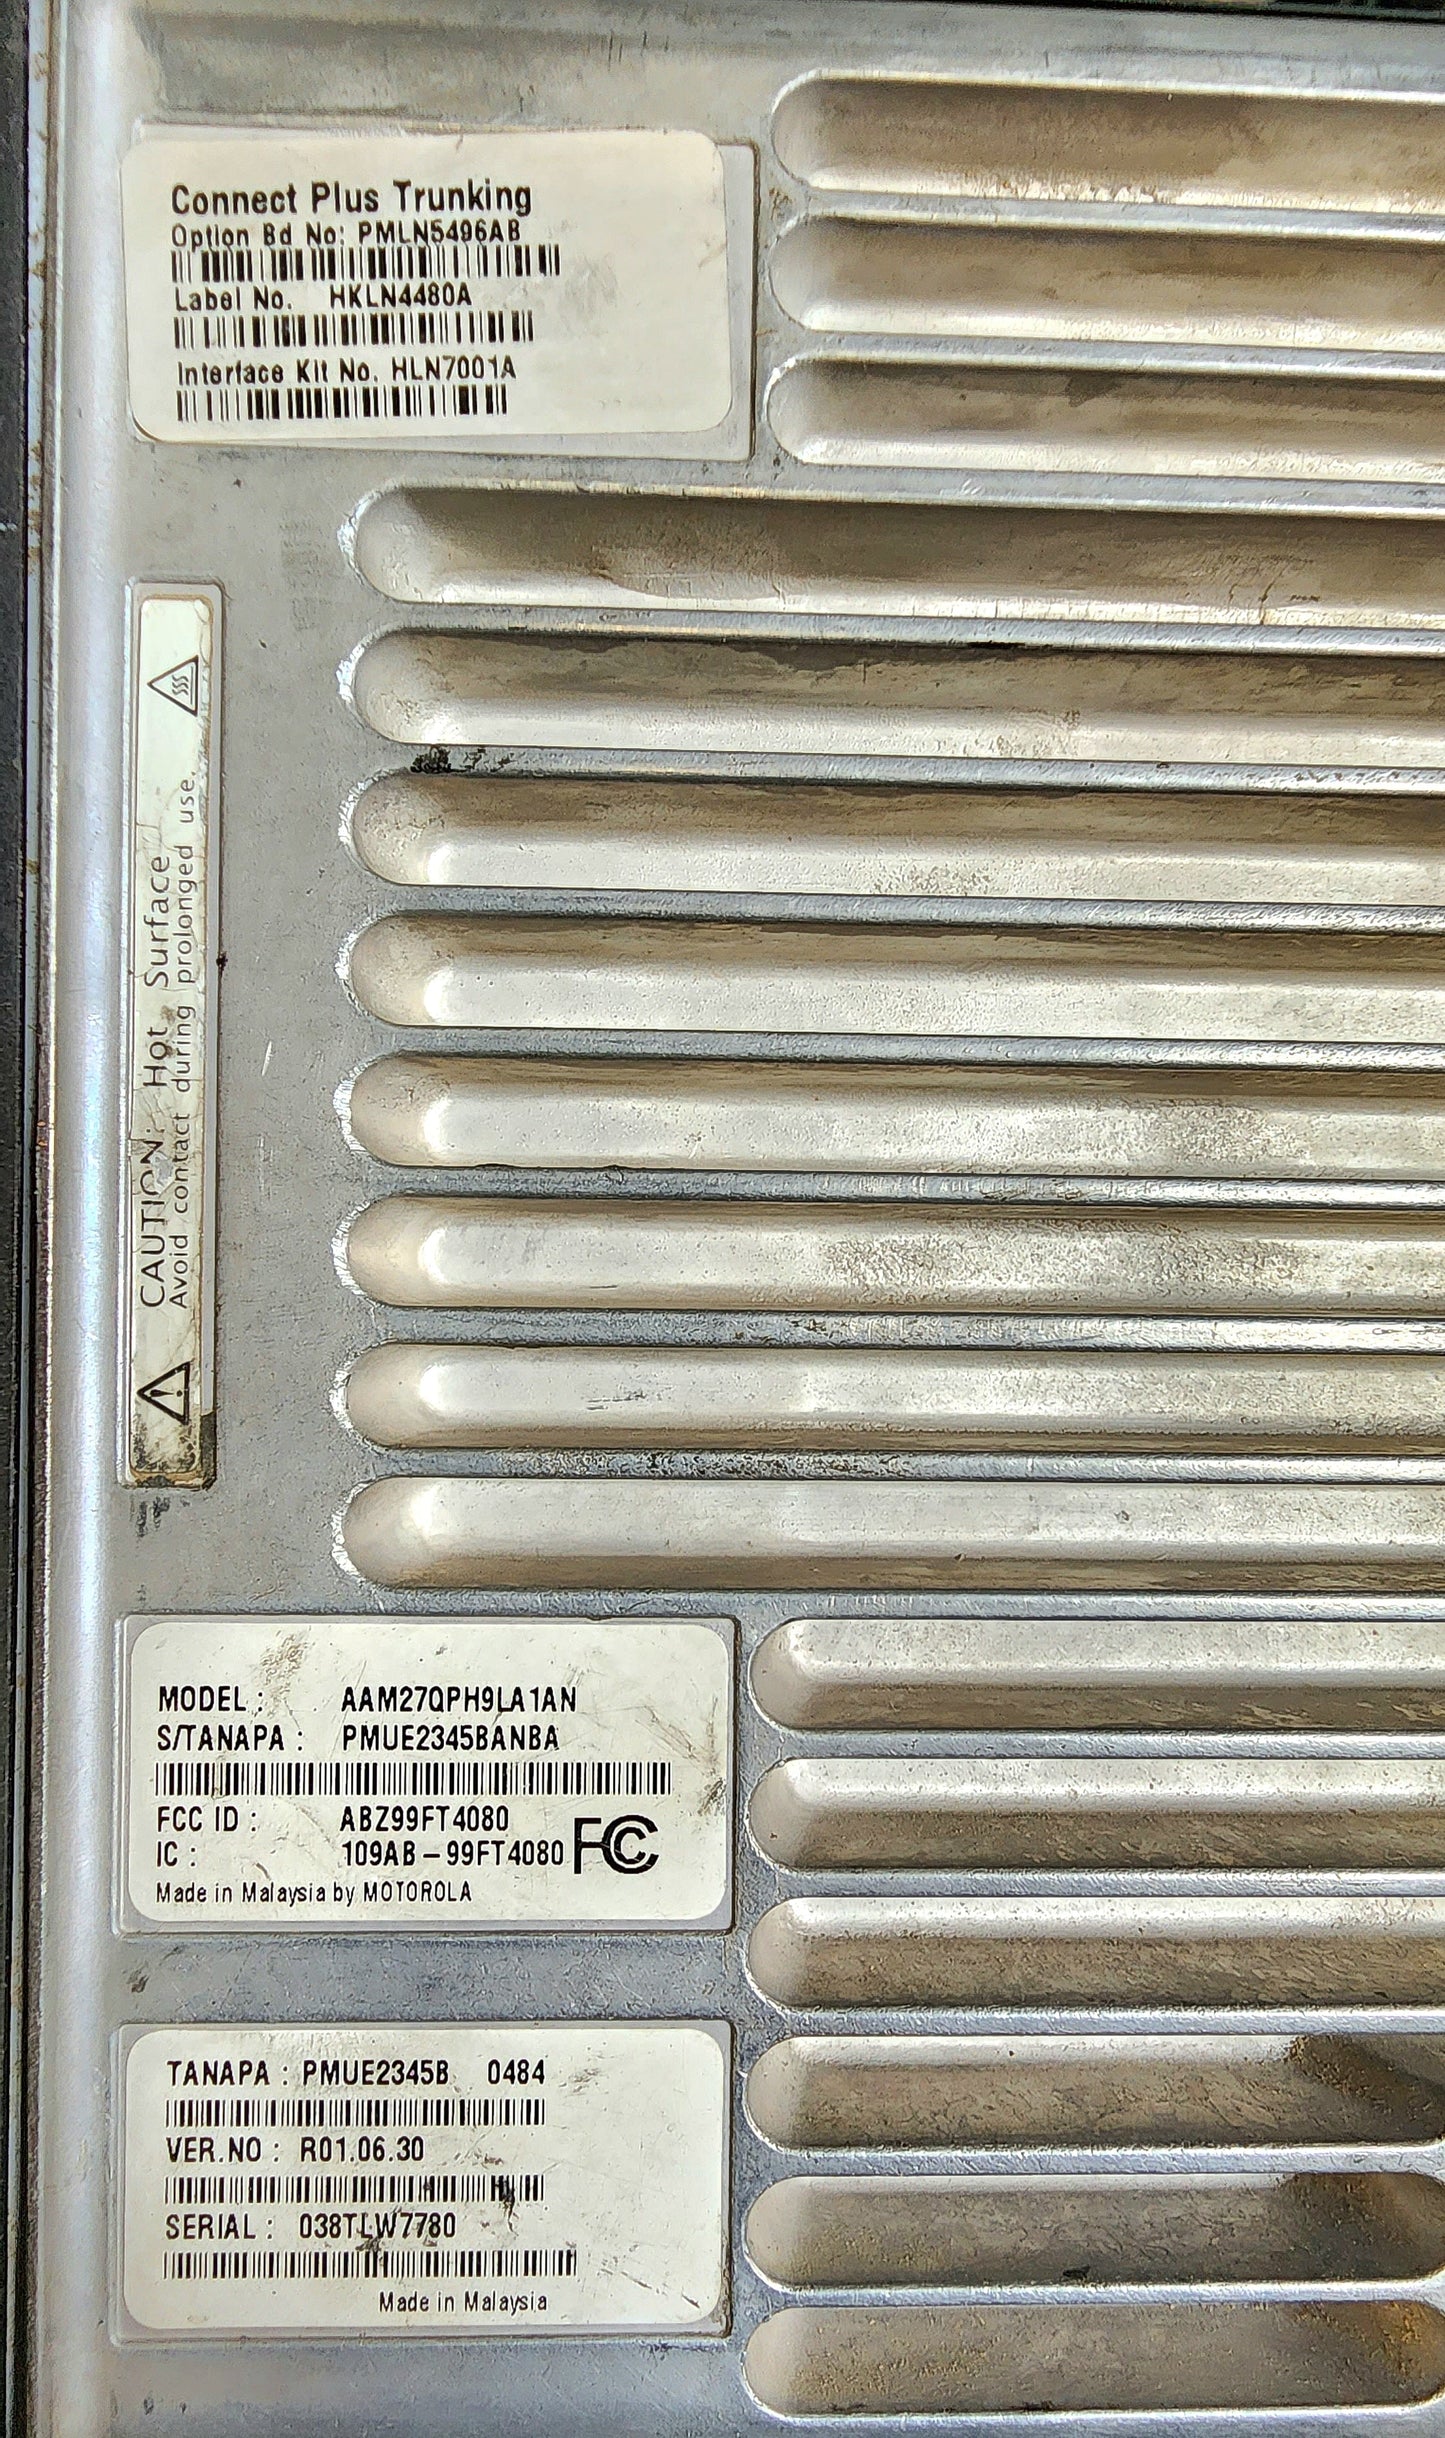 Connect Plus Trunking
Option Bd No: PMLN5496AB
Label No. HKLN4480A
Interface Kit No. HLN7001A
CAUTION: Hot Surface
Avoid contact during prolonged use.
MODEL : AAM27QPH9LA1AN
S/TANAPA : PMUE2345BANBA
FCC ID : ABZ99FT4080
IC : 109AB-99FT4080 FC
Made in Malaysia by MOTOROLA
TANAPA : PMUE2345B 0484
VER.NO : R01.06.30
SERIAL : 038TLW7780
Made in Malaysia